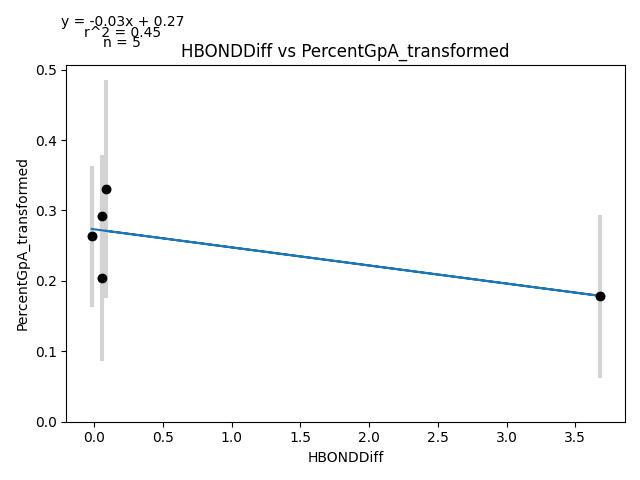 y = -0.03x + 0.27
r^2 = 0.45
n = 5
HBONDDiff vs PercentGpA_transformed
PercentGpA_transformed
0.5
0.4
0.3
0.2
0.1
0.0
0.0 0.5 1.0 1.5 2.0 2.5 3.0 3.5
HBONDDiff